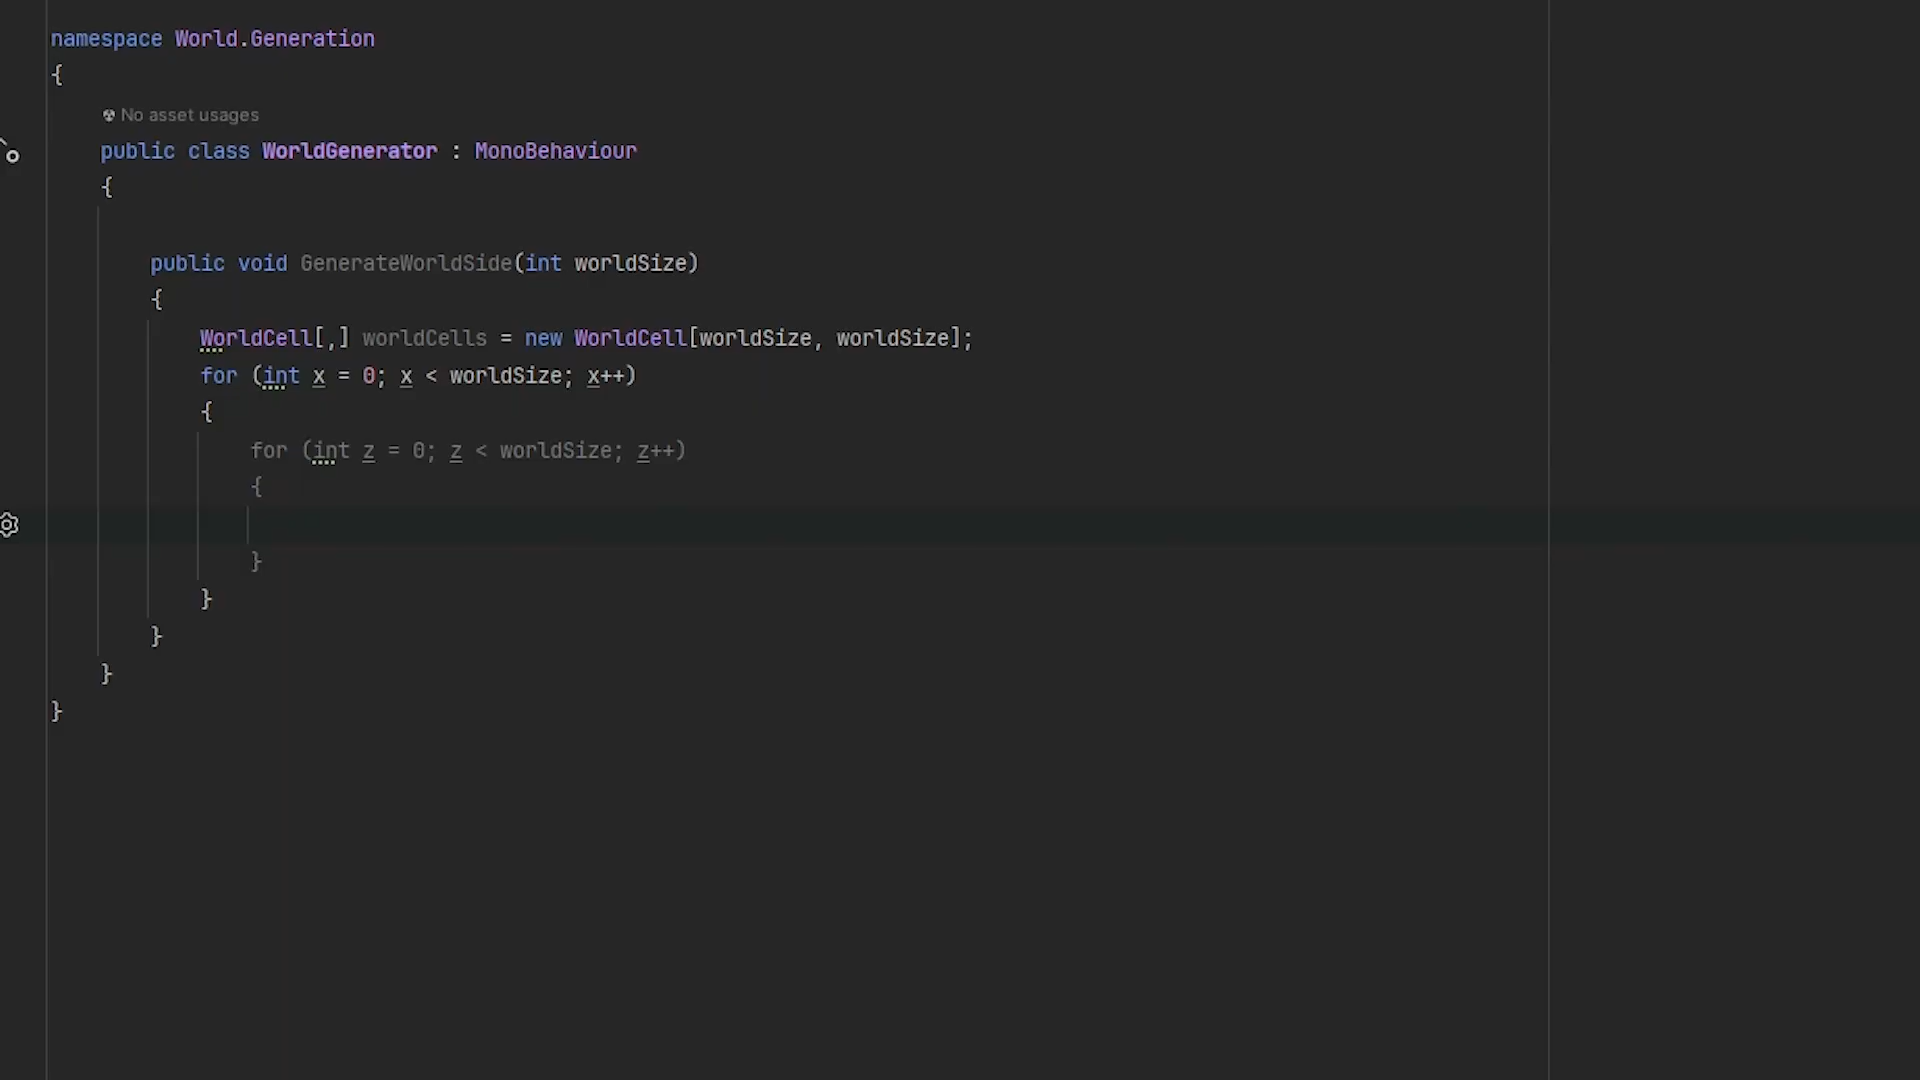 namespace World.Generation
{
No asset usages
public class WorldGenerator : MonoBehaviour
{
public void GenerateWorldSide(int worldSize)
{
WorldCell[,] worldCells = new WorldCell[worldSize, worldSize];
for (int x = 0; x < worldSize; x++)
{
for (int z = 0; z < worldSize; z++)
{
}
}
}
}
}